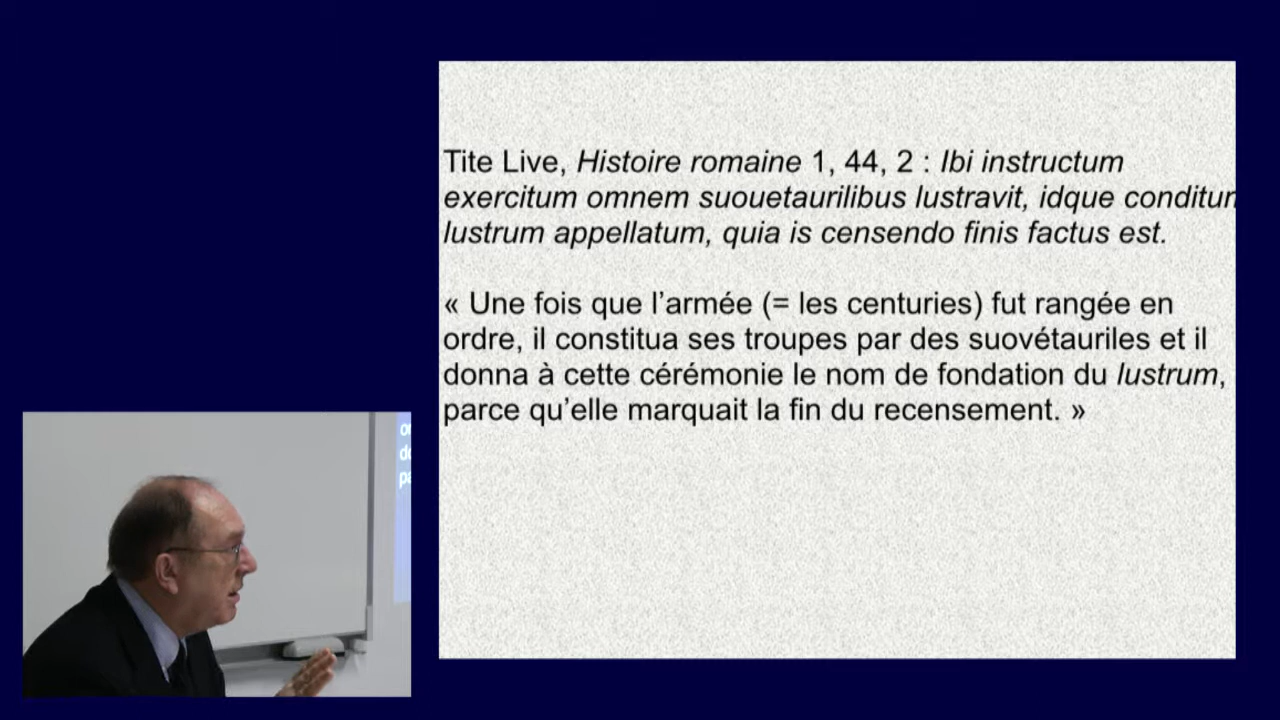 Tite Live, Histoire romaine 1, 44, 2 : Ibi instructum
exercitum omnem suouetaurilibus lustravit, idque conditum
lustrum appellatum, quia is censendo finis factus est.
« Une fois que l’armée (= les centuries) fut rangée en
ordre, il constitua ses troupes par des suovétauriles et il
donna à cette cérémonie le nom de fondation du lustrum,
parce qu’elle marquait la fin du recensement. »